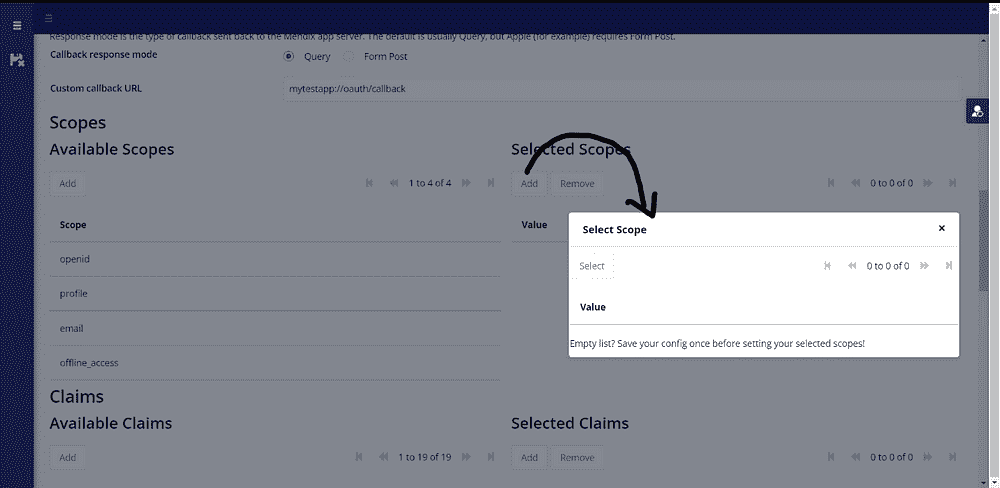 Response mode is the type of callback sent back to the Mendix app server. The default is usually Query, but Apple (for example) requires Form Post.
Callback response mode
Query
Form Post
Custom callback URL
mytestapp://oauth/callback
Scopes
Available Scopes
Selected Scopes
Add
1 to 4 of 4
Add
Remove
0 to 0 of 0
Scope
Value
openid
profile
email
offline_access
Select Scope
×
Select
0 to 0 of 0
Value
Empty list? Save your config once before setting your selected scopes!
Claims
Available Claims
Selected Claims
Add
1 to 19 of 19
Add
Remove
0 to 0 of 0